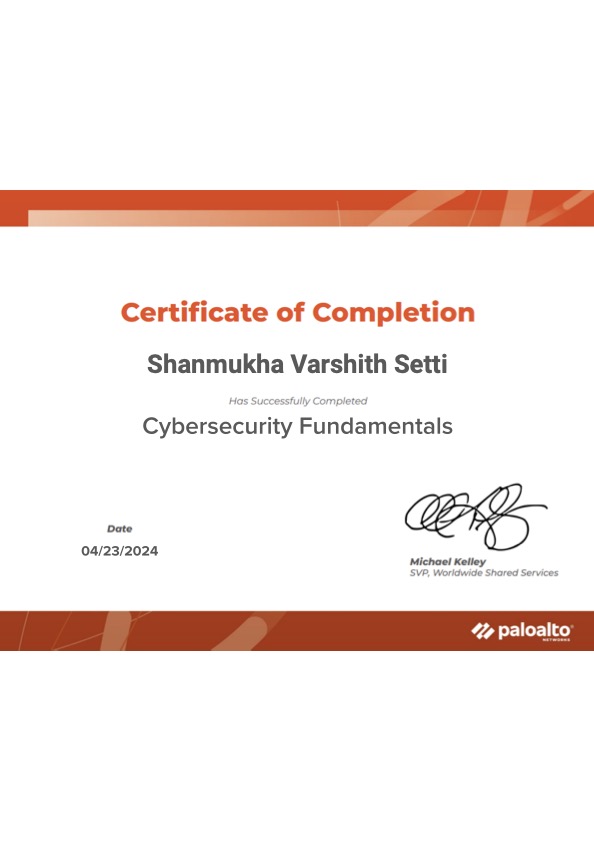 Certificate of Completion
Shanmukha Varshith Setti
Has Successfully Completed
Cybersecurity Fundamentals
Date
04/23/2024
Michael Kelley
SVP, Worldwide Shared Services
paloalto®
NETWORKS